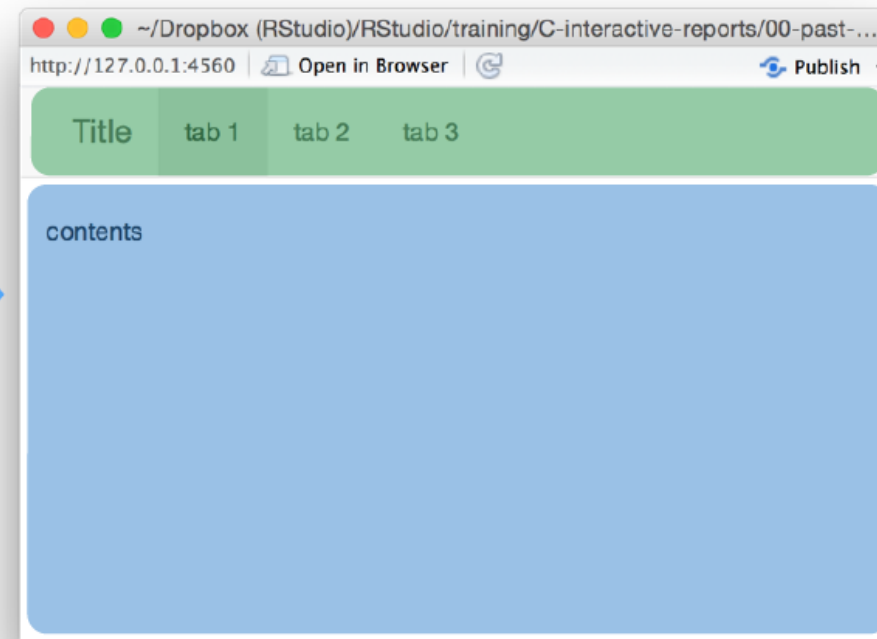 ~/Dropbox (RStudio)/RStudio/training/C-interactive-reports/00-past-...
http://127.0.0.1:4560 Open in Browser Publish
Title tab 1 tab 2 tab 3
contents